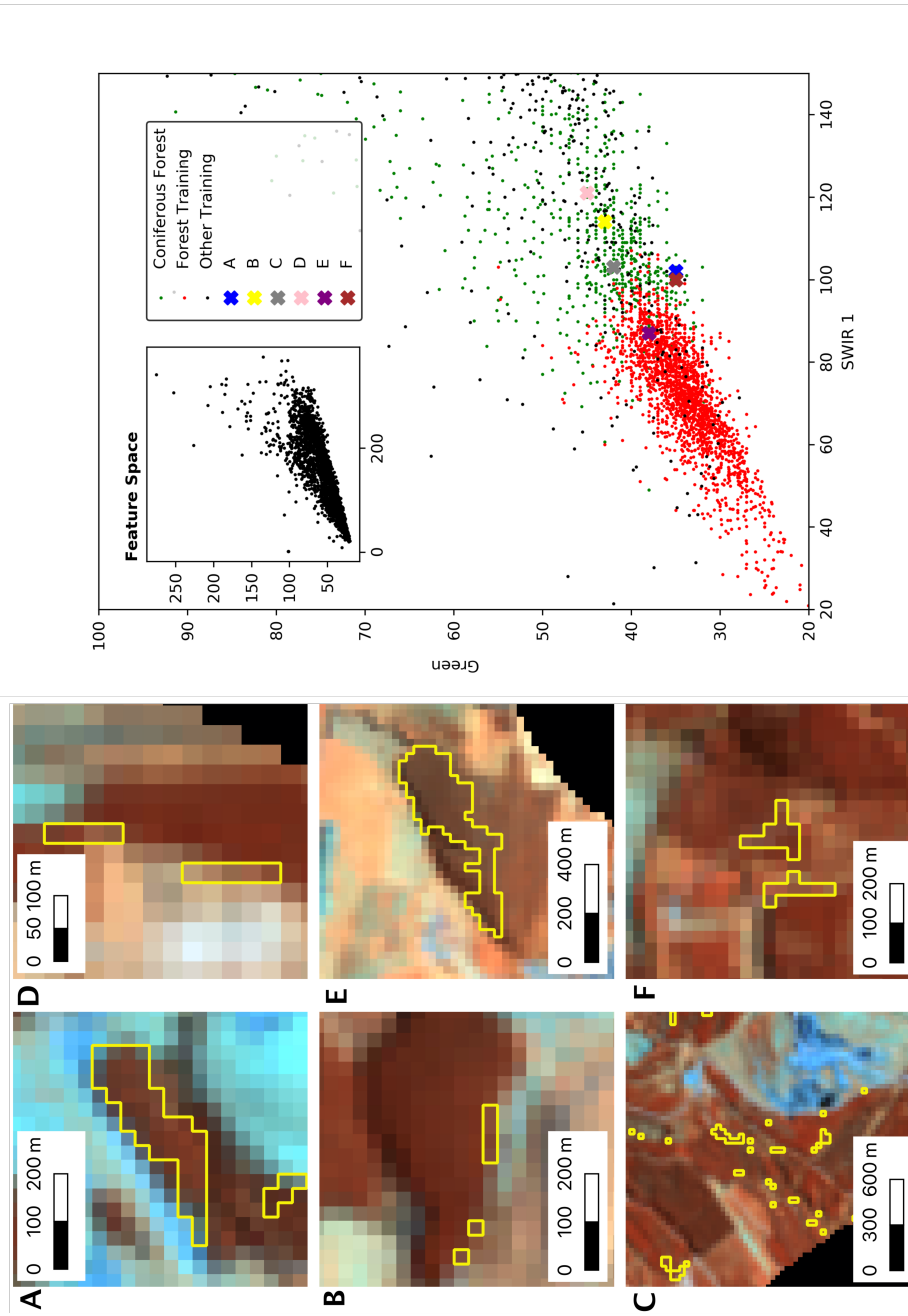 A
0 100 200 m
D
0 50 100 m
B
0 100 200 m
E
0 200 400 m
C
0 300 600 m
F
0 100 200 m
Feature Space
250
200
150
100
50
0 200
Coniferous Forest
Forest Training
Other Training
A
B
C
D
E
F
Green
100
90
80
70
60
50
40
30
20
20 40 60 80 100 120 140
SWIR 1